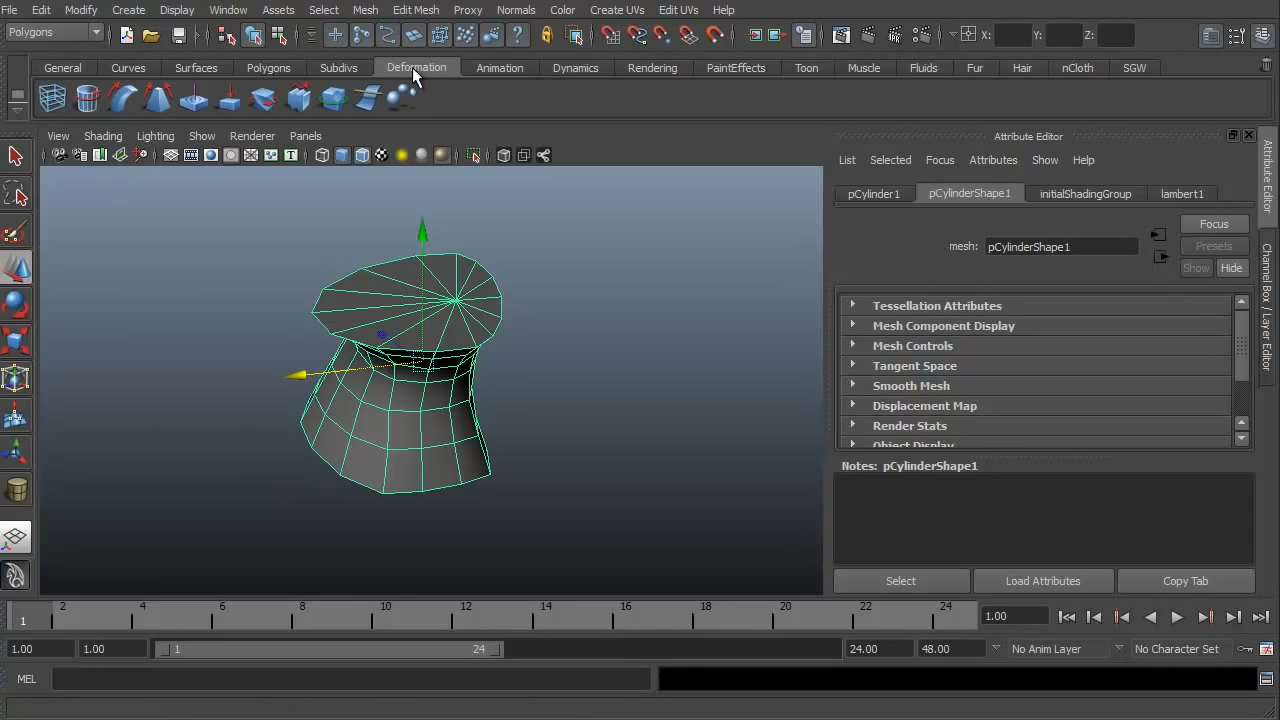 File Edit Modify Create Display Window Assets Select Mesh Edit Mesh Proxy Normals Color Create UVs Edit UVs Help
Polygons X: Y: Z:
General Curves Surfaces Polygons Subdivs Deformation Animation Dynamics Rendering PaintEffects Toon Muscle Fluids Fur Hair nCloth SGW
View Shading Lighting Show Renderer Panels
Attribute Editor
List Selected Focus Attributes Show Help
pCylinder1 pCylinderShape1 initialShadingGroup lambert1
Focus
mesh: pCylinderShape1
Presets
Show Hide
Tessellation Attributes
Mesh Component Display
Mesh Controls
Tangent Space
Smooth Mesh
Displacement Map
Render Stats
Object Display
Notes: pCylinderShape1
Select Load Attributes Copy Tab
Attribute Editor
Channel Box / Layer Editor
1 2 4 6 8 10 12 14 16 18 20 22 24 1.00
1.00 1.00 1 24 24.00 48.00 No Anim Layer No Character Set
MEL